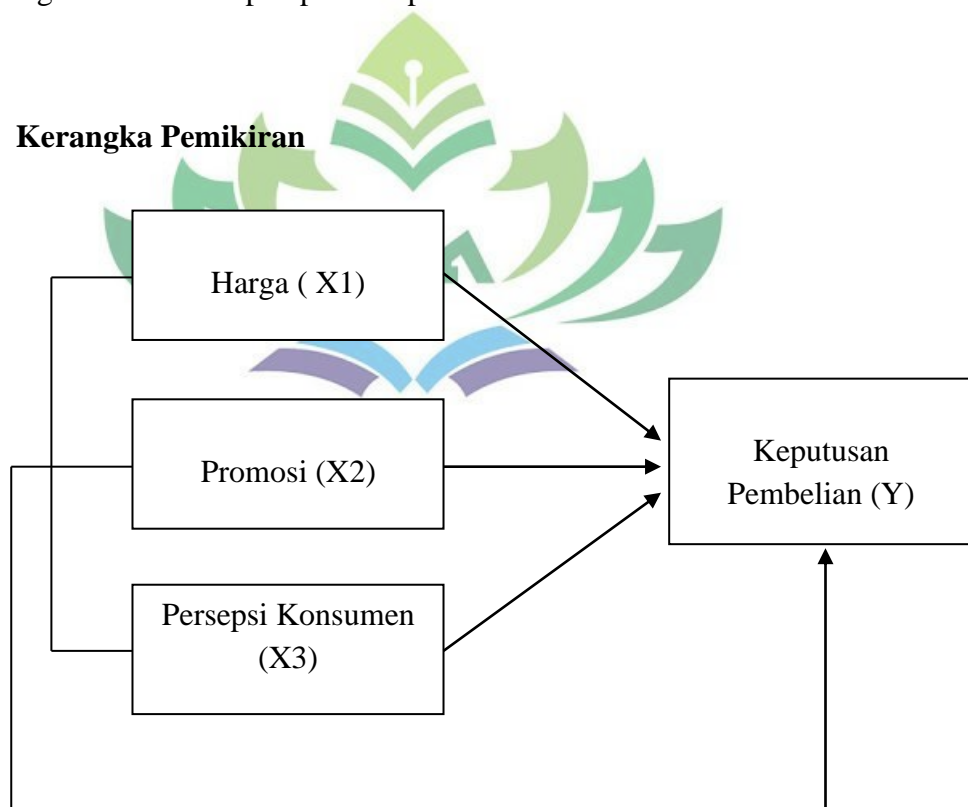 Kerangka Pemikiran
Harga ( X1)
Promosi (X2)
Persepsi Konsumen
(X3)
Keputusan
Pembelian (Y)